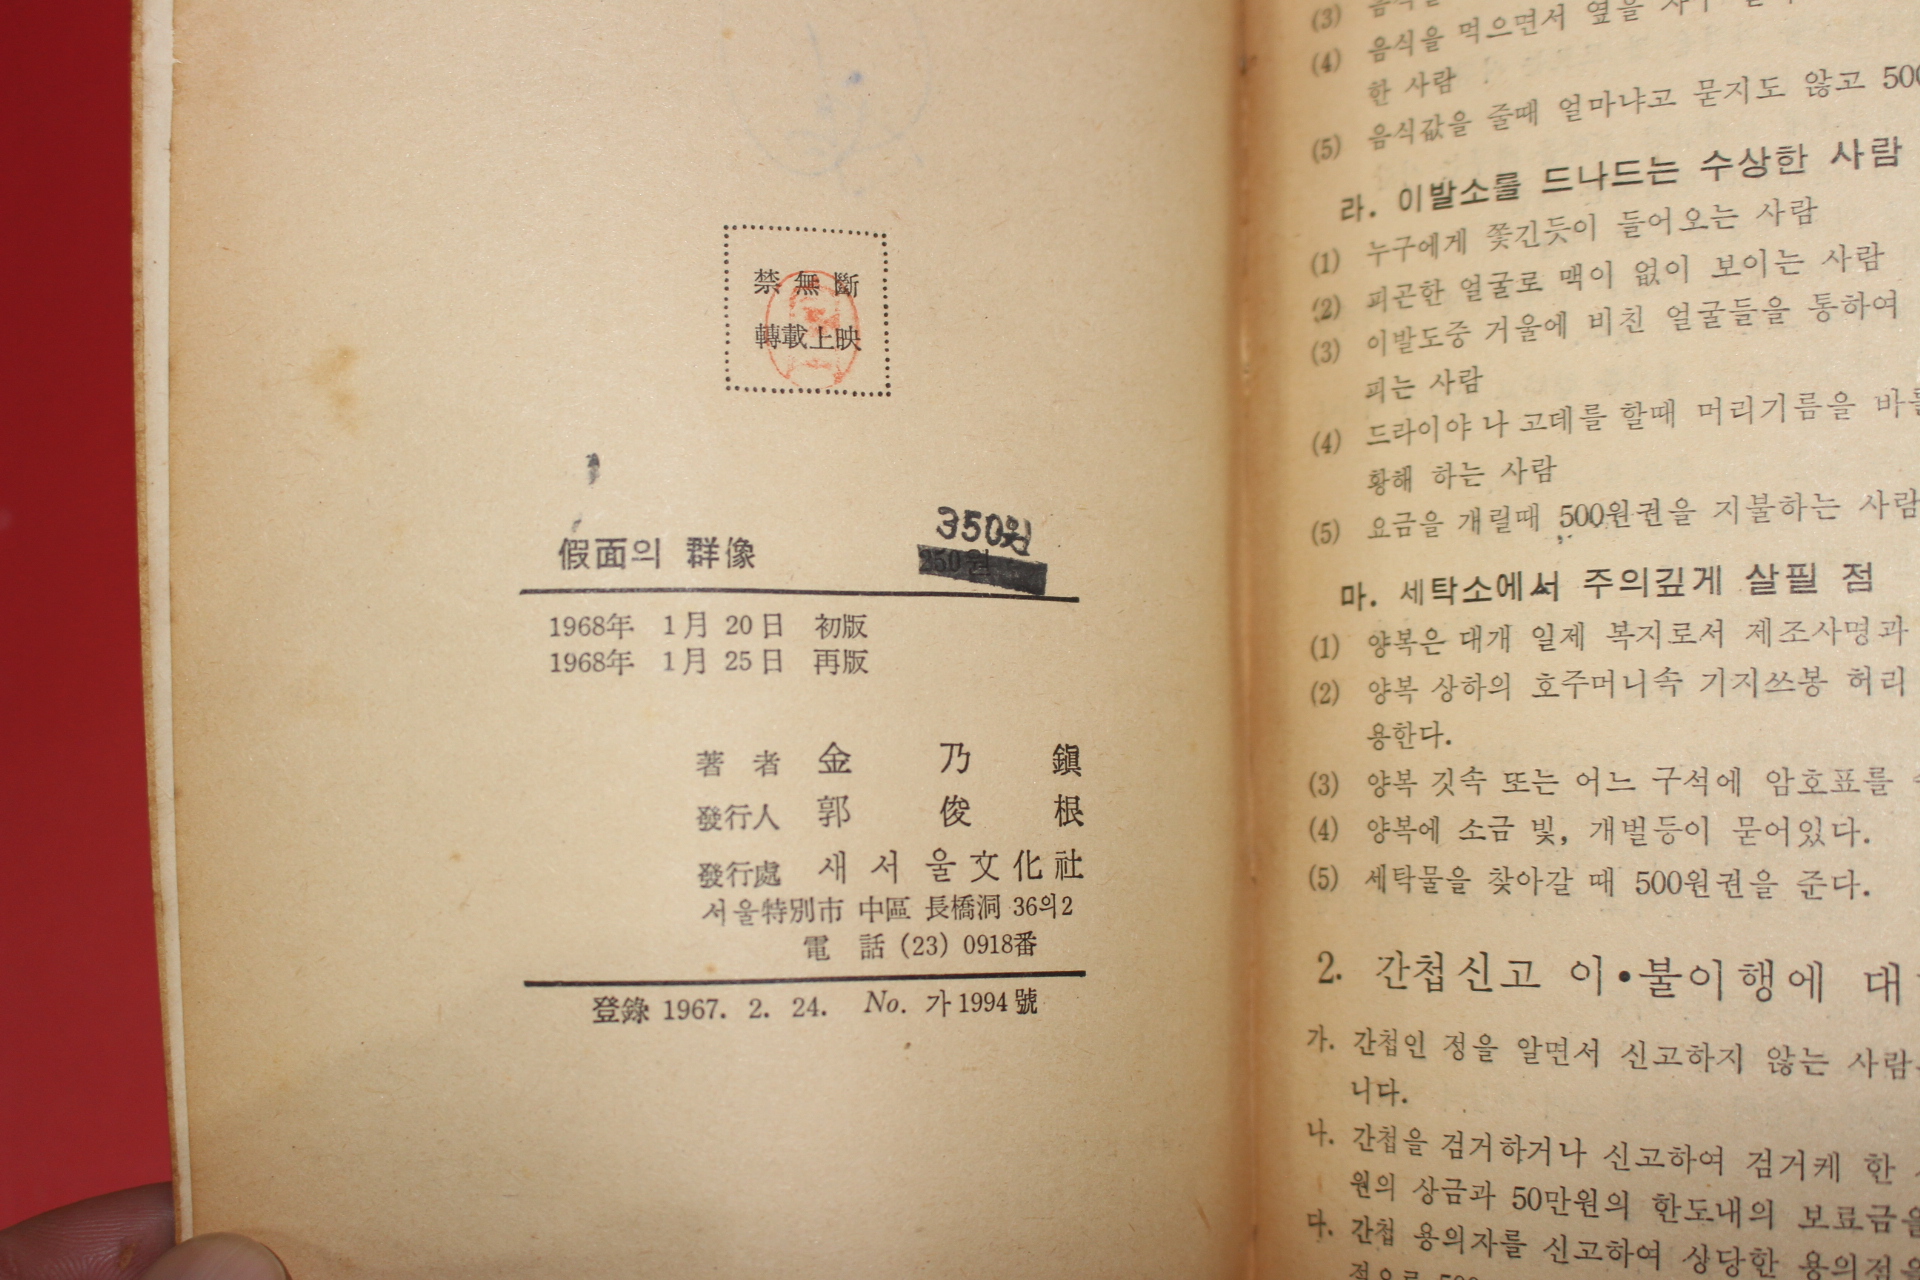 禁無斷
轉載上映
350원
假面의 群像 250원
1968年 1月 20日 初版
1968年 1月 25日 再版
著者 金乃鎭
發行人 郭俊根
發行處 새서울文化社
서울特別市 中區 長橋洞 36의2
電話 (23) 0918番
登錄 1967. 2. 24. No. 가1994號
(3)
(4) 음식을 먹으면서 옆을
한 사람
(5) 음식값을 줄때 얼마냐고 묻지도 않고 500
라. 이발소를 드나드는 수상한 사람
(1) 누구에게 쫓긴듯이 들어오는 사람
(2) 피곤한 얼굴로 맥이 없이 보이는 사람
(3) 이발도중 거울에 비친 얼굴들을 통하여
피는 사람
(4) 드라이야나 고데를 할때 머리기름을 바를
황해 하는 사람
(5) 요금을 개릴때 500원권을 지불하는 사람
마. 세탁소에서 주의깊게 살필 점
(1) 양복은 대개 일제 복지로서 제조사명과
(2) 양복 상하의 호주머니속 기지쓰봉 허리
용한다.
(3) 양복 깃속 또는 어느 구석에 암호표를
(4) 양복에 소금 빛, 개벌등이 묻어있다.
(5) 세탁물을 찾아갈 때 500원권을 준다.
2. 간첩신고 이•불이행에 대
가. 간첩인 정을 알면서 신고하지 않는 사람
니다.
나. 간첩을 검거하거나 신고하여 검거케 한
원의 상금과 50만원의 한도내의 보료금을
다. 간첩 용의자를 신고하여 상당한 용의점을